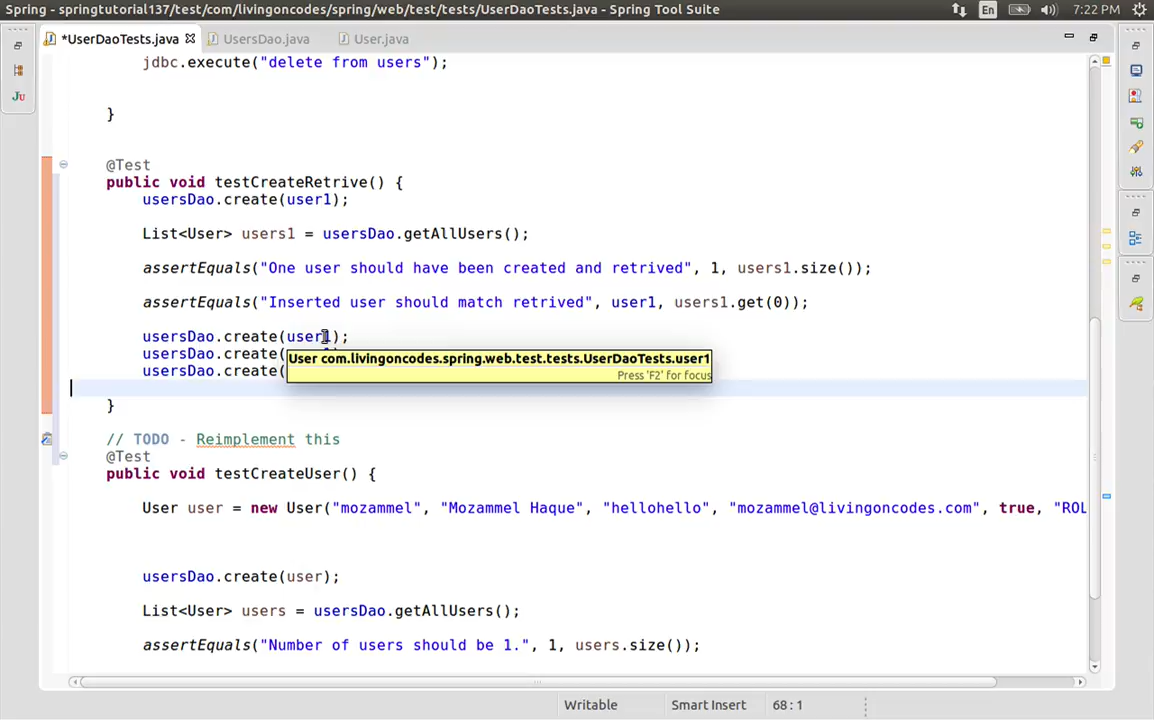 Spring - springtutorial137/test/com/livingoncodes/spring/web/test/tests/UserDaoTests.java - Spring Tool Suite
En
7:22 PM
*UserDaoTests.java
UsersDao.java
User.java
jdbc.execute("delete from users");
}
@Test
public void testCreateRetrive() {
usersDao.create(user1);
List<User> users1 = usersDao.getAllUsers();
assertEquals("One user should have been created and retrived", 1, users1.size());
assertEquals("Inserted user should match retrived", user1, users1.get(0));
usersDao.create(user1);
usersDao.create(
User com.livingoncodes.spring.web.test.tests.UserDaoTests.user1
usersDao.create(
Press 'F2' for focus
}
// TODO - Reimplement this
@Test
public void testCreateUser() {
User user = new User("mozammel", "Mozammel Haque", "hellohello", "mozammel@livingoncodes.com", true, "ROL
usersDao.create(user);
List<User> users = usersDao.getAllUsers();
assertEquals("Number of users should be 1.", 1, users.size());
Writable
Smart Insert
68 : 1
Ju